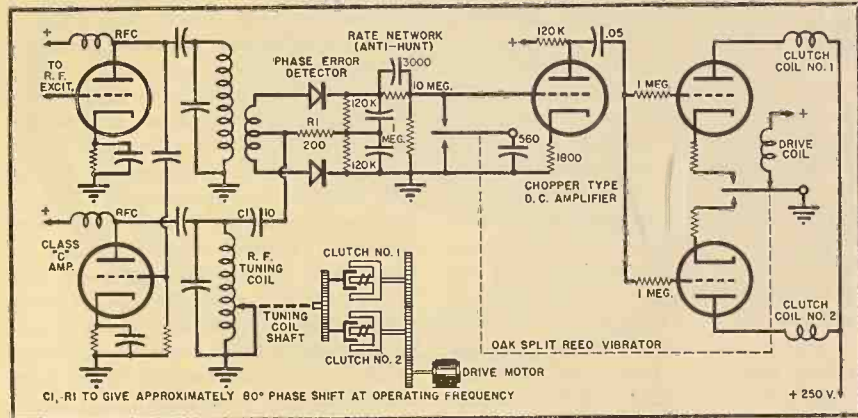 +
RFC
TO
R. F.
EXCIT.
RATE NETWORK
(ANTI-HUNT)
3000
PHASE ERROR
DETECTOR
120K
R1
200
1
MEG.
120K
10 MEG.
560
120 K
+
.05
1800
CHOPPER TYPE
D. C. AMPLIFIER
1 MEG.
CLUTCH
COIL NO. 1
+
DRIVE
COIL
1 MEG.
CLUTCH
COIL NO. 2
+ 250 V.
OAK SPLIT REED VIBRATOR
+
RFC
CLASS
"C"
AMP.
C1
10
R. F.
TUNING
COIL
TUNING
COIL
SHAFT
CLUTCH NO. 1
CLUTCH NO. 2
DRIVE MOTOR
C1,-R1 TO GIVE APPROXIMATELY 80° PHASE SHIFT AT OPERATING FREQUENCY